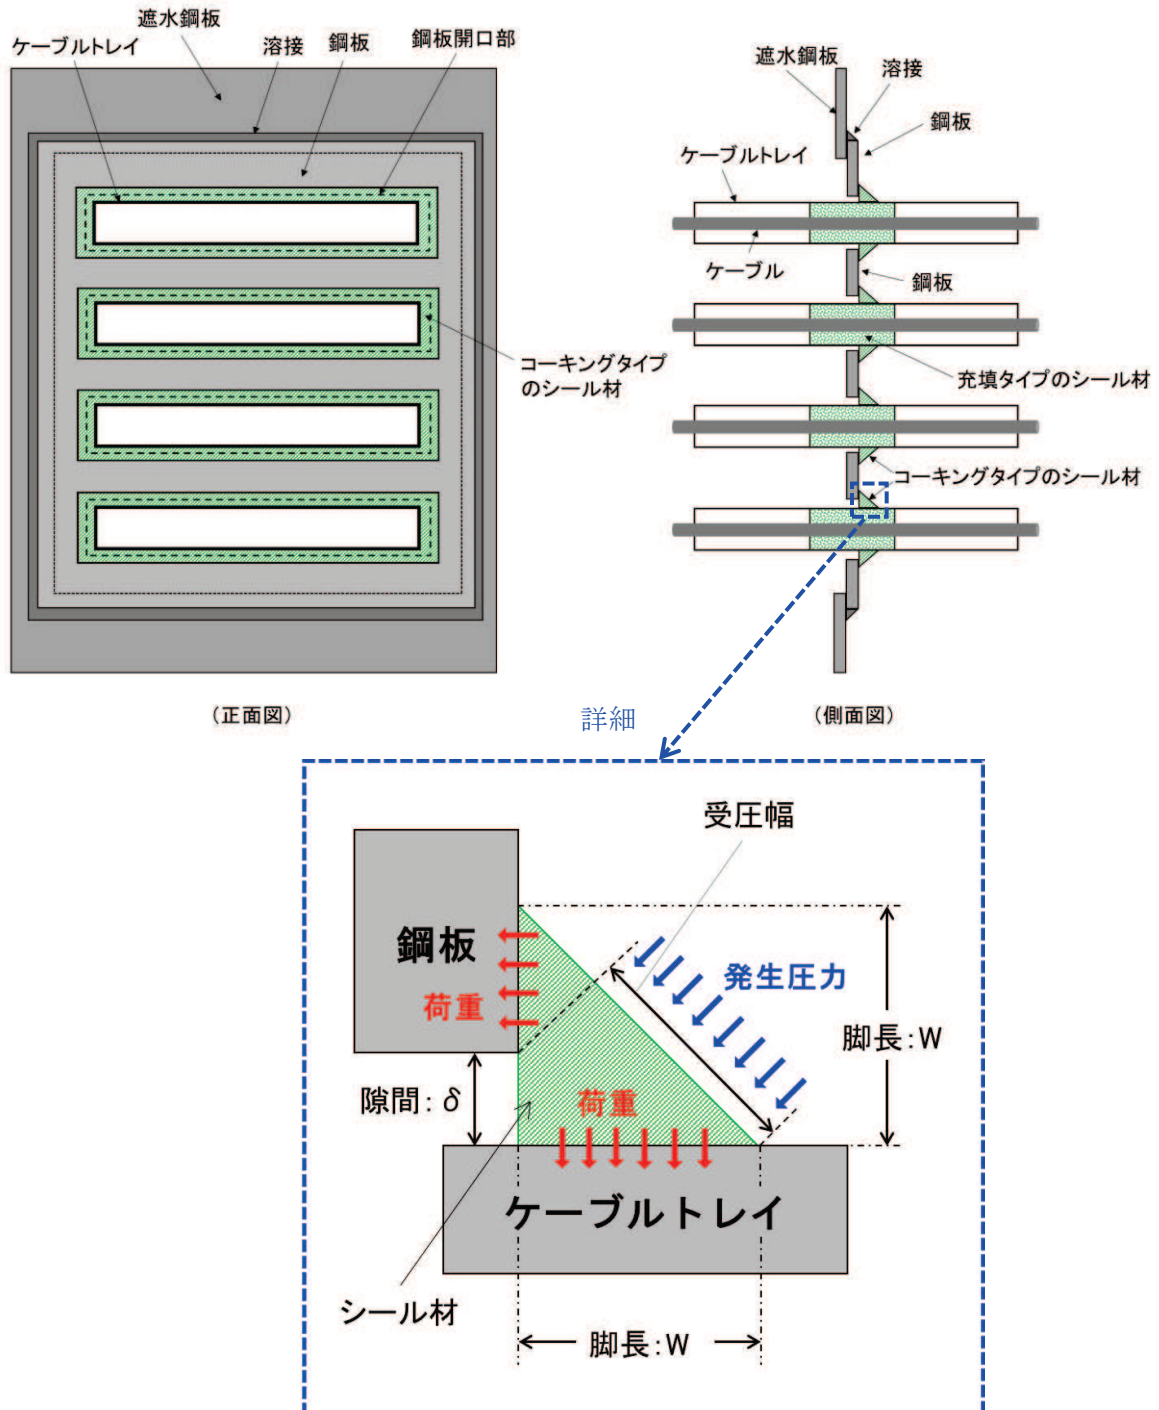 遮水鋼板
ケーブルトレイ
溶接
鋼板
鋼板開口部
コーキングタイプ
のシール材
(正面図)
遮水鋼板
溶接
鋼板
ケーブルトレイ
ケーブル
鋼板
充填タイプのシール材
コーキングタイプのシール材
(側面図)
詳細
受圧幅
鋼板
発生圧力
荷重
脚長:W
隙間:δ
荷重
ケーブルトレイ
シール材
脚長:W